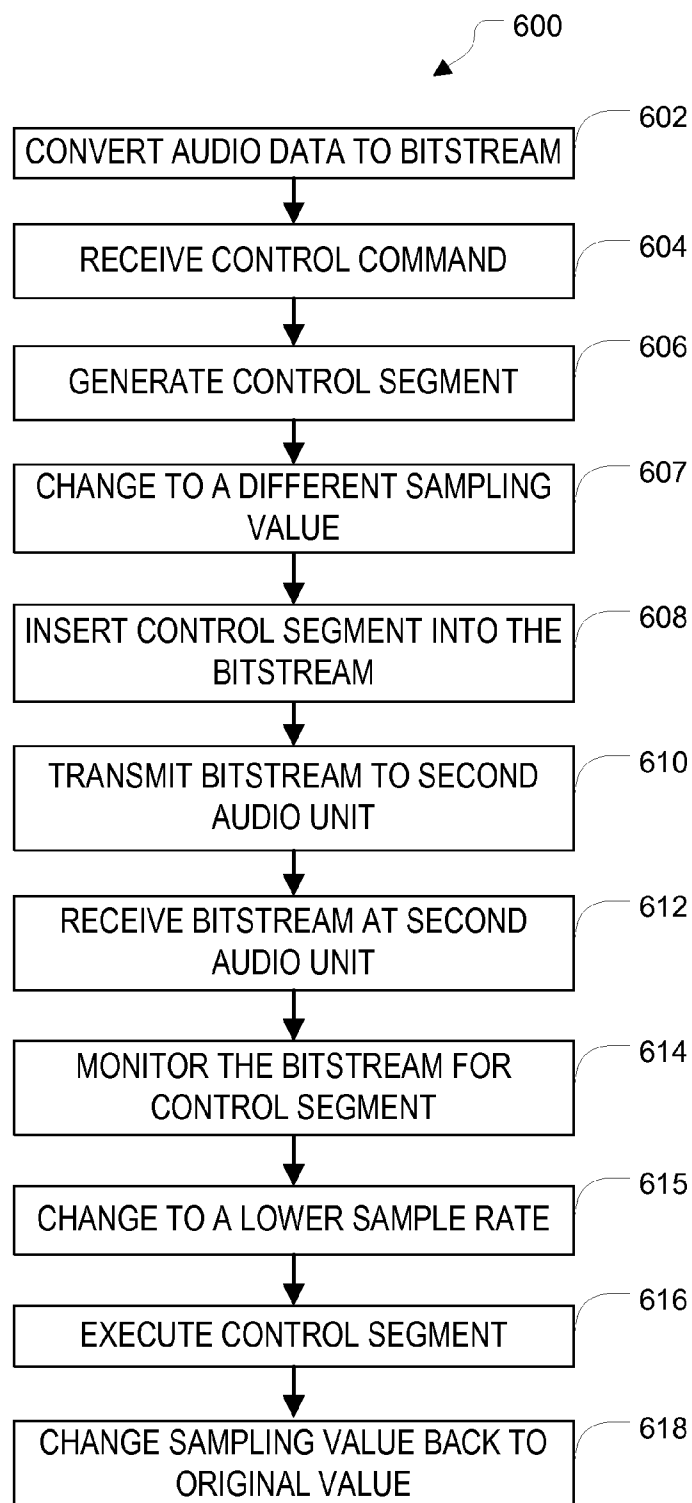 600
602
CONVERT AUDIO DATA TO BITSTREAM
604
RECEIVE CONTROL COMMAND
606
GENERATE CONTROL SEGMENT
607
CHANGE TO A DIFFERENT SAMPLING
VALUE
608
INSERT CONTROL SEGMENT INTO THE
BITSTREAM
610
TRANSMIT BITSTREAM TO SECOND
AUDIO UNIT
612
RECEIVE BITSTREAM AT SECOND
AUDIO UNIT
614
MONITOR THE BITSTREAM FOR
CONTROL SEGMENT
615
CHANGE TO A LOWER SAMPLE RATE
616
EXECUTE CONTROL SEGMENT
618
CHANGE SAMPLING VALUE BACK TO
ORIGINAL VALUE